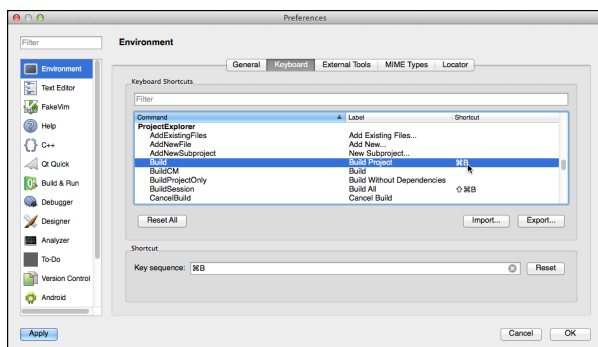 Preferences
Filter
Environment
Environment
Text Editor
FakeVim
Help
C++
Qt Quick
Build & Run
Debugger
Designer
Analyzer
To-Do
Version Control
Android
General Keyboard External Tools MIME Types Locator
Keyboard Shortcuts
Filter
Command Label Shortcut
ProjectExplorer
AddExistingFiles Add Existing Files...
AddNewFile Add New...
AddNewSubproject New Subproject...
Build Build Project ⌘B
BuildCM Build
BuildProjectOnly Build Without Dependencies
BuildSession Build All ⇧⌘B
CancelBuild Cancel Build
Reset All Import... Export...
Shortcut
Key sequence: ⌘B Reset
Apply Cancel OK